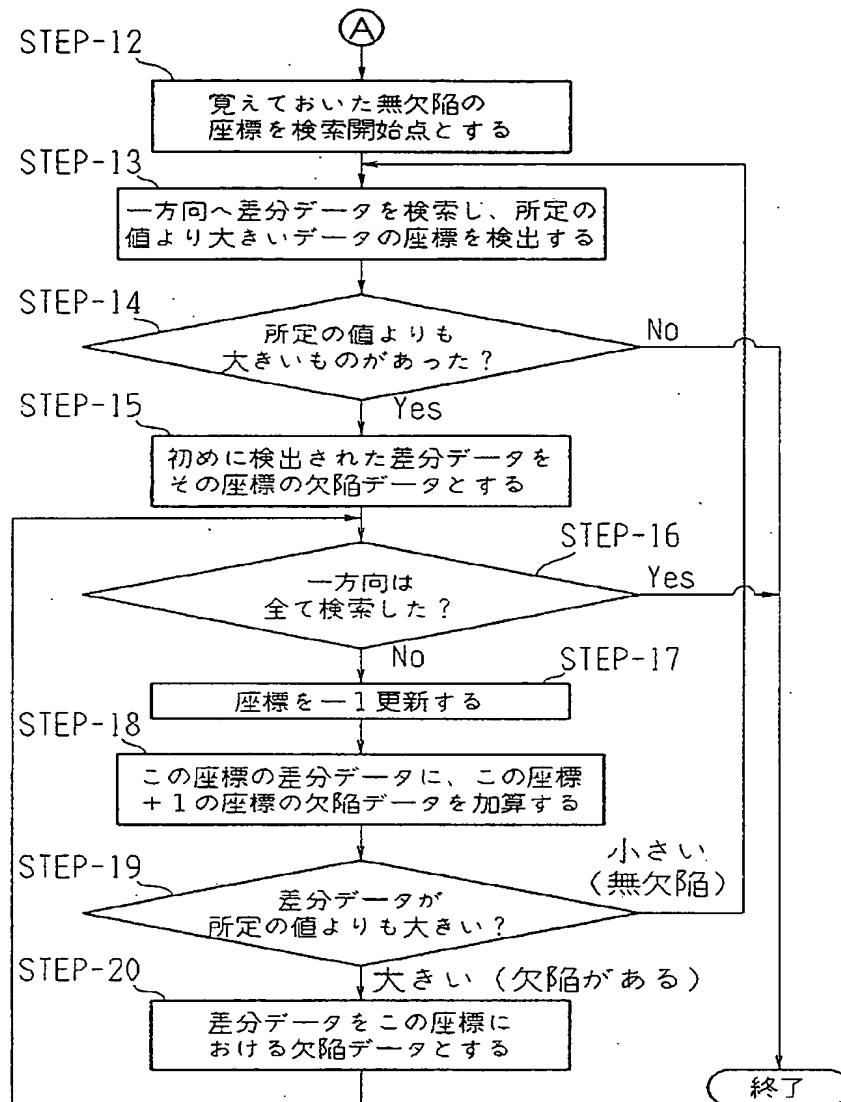 A
STEP-12
覚えておいた無欠陥の
座標を検索開始点とする
STEP-13
一方向へ差分データを検索し、所定の
値より大きいデータの座標を検出する
STEP-14
所定の値よりも
大きいものがあった?
No
Yes
STEP-15
初めに検出された差分データを
その座標の欠陥データとする
STEP-16
一方向は
全て検索した?
Yes
No
STEP-17
座標を-1更新する
STEP-18
この座標の差分データに、この座標
+1の座標の欠陥データを加算する
STEP-19
差分データが
所定の値よりも大きい?
小さい
(無欠陥)
大きい(欠陥がある)
STEP-20
差分データをこの座標に
おける欠陥データとする
終了